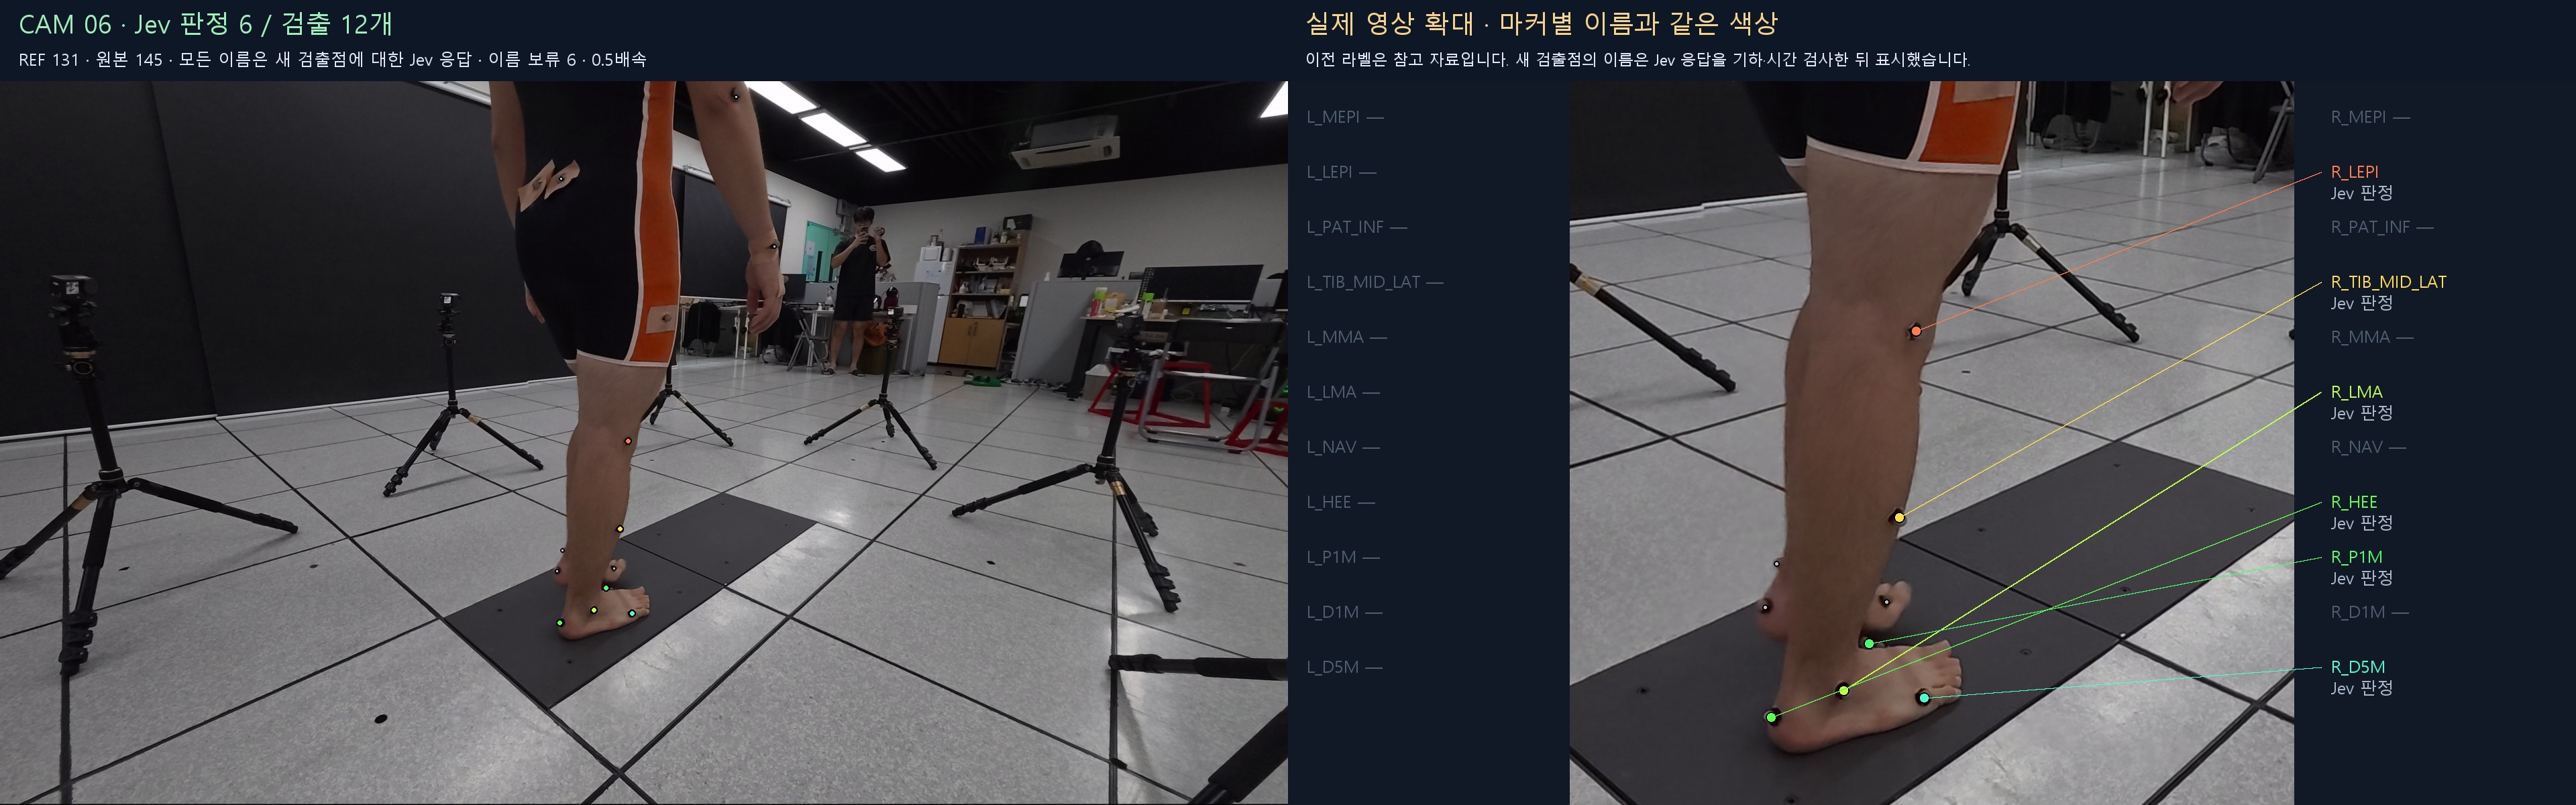 CAM 06 · Jev 판정 6 / 검출 12개
REF 131 · 원본 145 · 모든 이름은 새 검출점에 대한 Jev 응답 · 이름 보류 6 · 0.5배속
실제 영상 확대 · 마커별 이름과 같은 색상
이전 라벨은 참고 자료입니다. 새 검출점의 이름은 Jev 응답을 기하·시간 검사한 뒤 표시했습니다.
L_MEPI —
L_LEPI —
L_PAT_INF —
L_TIB_MID_LAT —
L_MMA —
L_LMA —
L_NAV —
L_HEE —
L_P1M —
L_D1M —
L_D5M —
R_MEPI —
R_LEPI
Jev 판정
R_PAT_INF —
R_TIB_MID_LAT
Jev 판정
R_MMA —
R_LMA
Jev 판정
R_NAV —
R_HEE
Jev 판정
R_P1M
Jev 판정
R_D1M —
R_D5M
Jev 판정